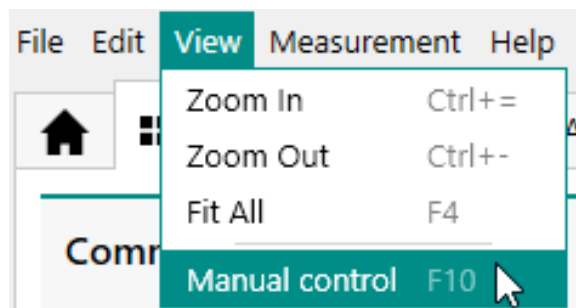 File Edit View Measurement Help
Zoom In Ctrl+=
Zoom Out Ctrl+-
Fit All F4
Manual control F10